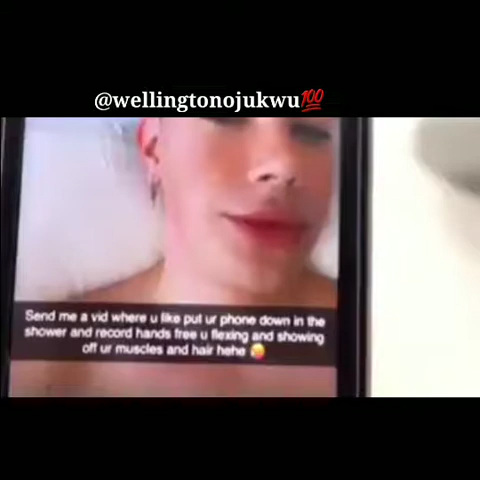 @wellingtonojukwu💯
Send me a vid where u like put ur phone down in the
shower and record hands free u flexing and showing
off ur muscles and hair hehe 🤪